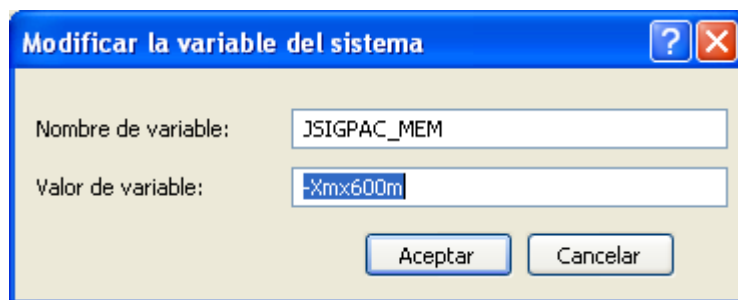 Modificar la variable del sistema
Nombre de variable: JSIGPAC_MEM
Valor de variable: -Xmx600m
Aceptar Cancelar